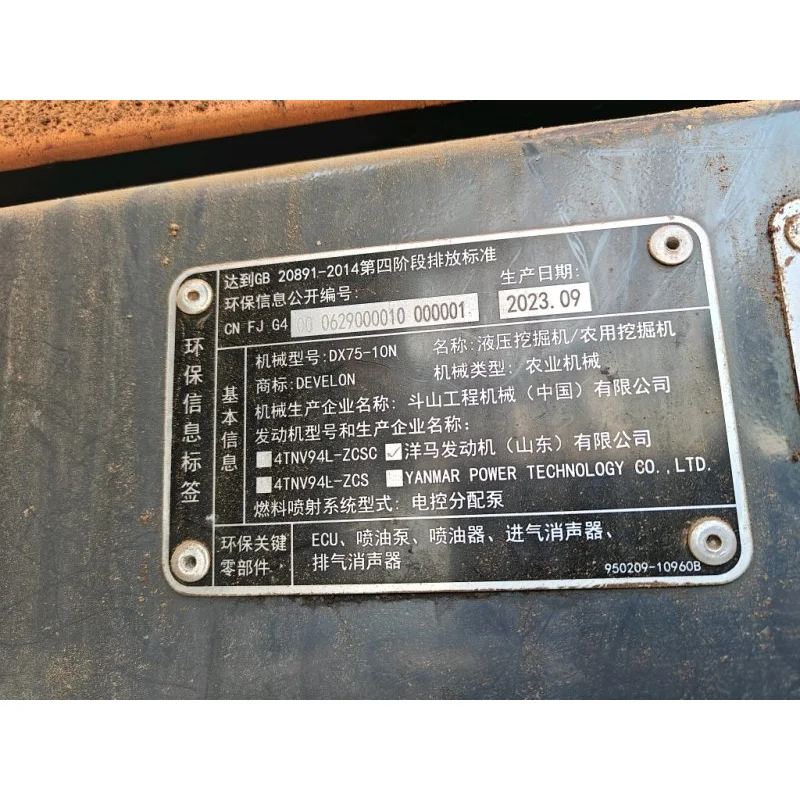 达到GB 20891-2014第四阶段排放标准
环保信息公开编号:
生产日期:
CN FJ G4 00 0629000010 000001
2023.09
环保信息标签
基本信息
机械型号:DX75-10N 名称:液压挖掘机/农用挖掘机
商标:DEVELON 机械类型: 农业机械
机械生产企业名称: 斗山工程机械（中国）有限公司
发动机型号和生产企业名称:
4TNV94L-ZCSC ✓洋马发动机（山东）有限公司
4TNV94L-ZCS YANMAR POWER TECHNOLOGY CO.,LTD.
燃料喷射系统型式: 电控分配泵
环保关键
零部件
ECU、喷油泵、喷油器、进气消声器、
排气消声器
950209-10960B